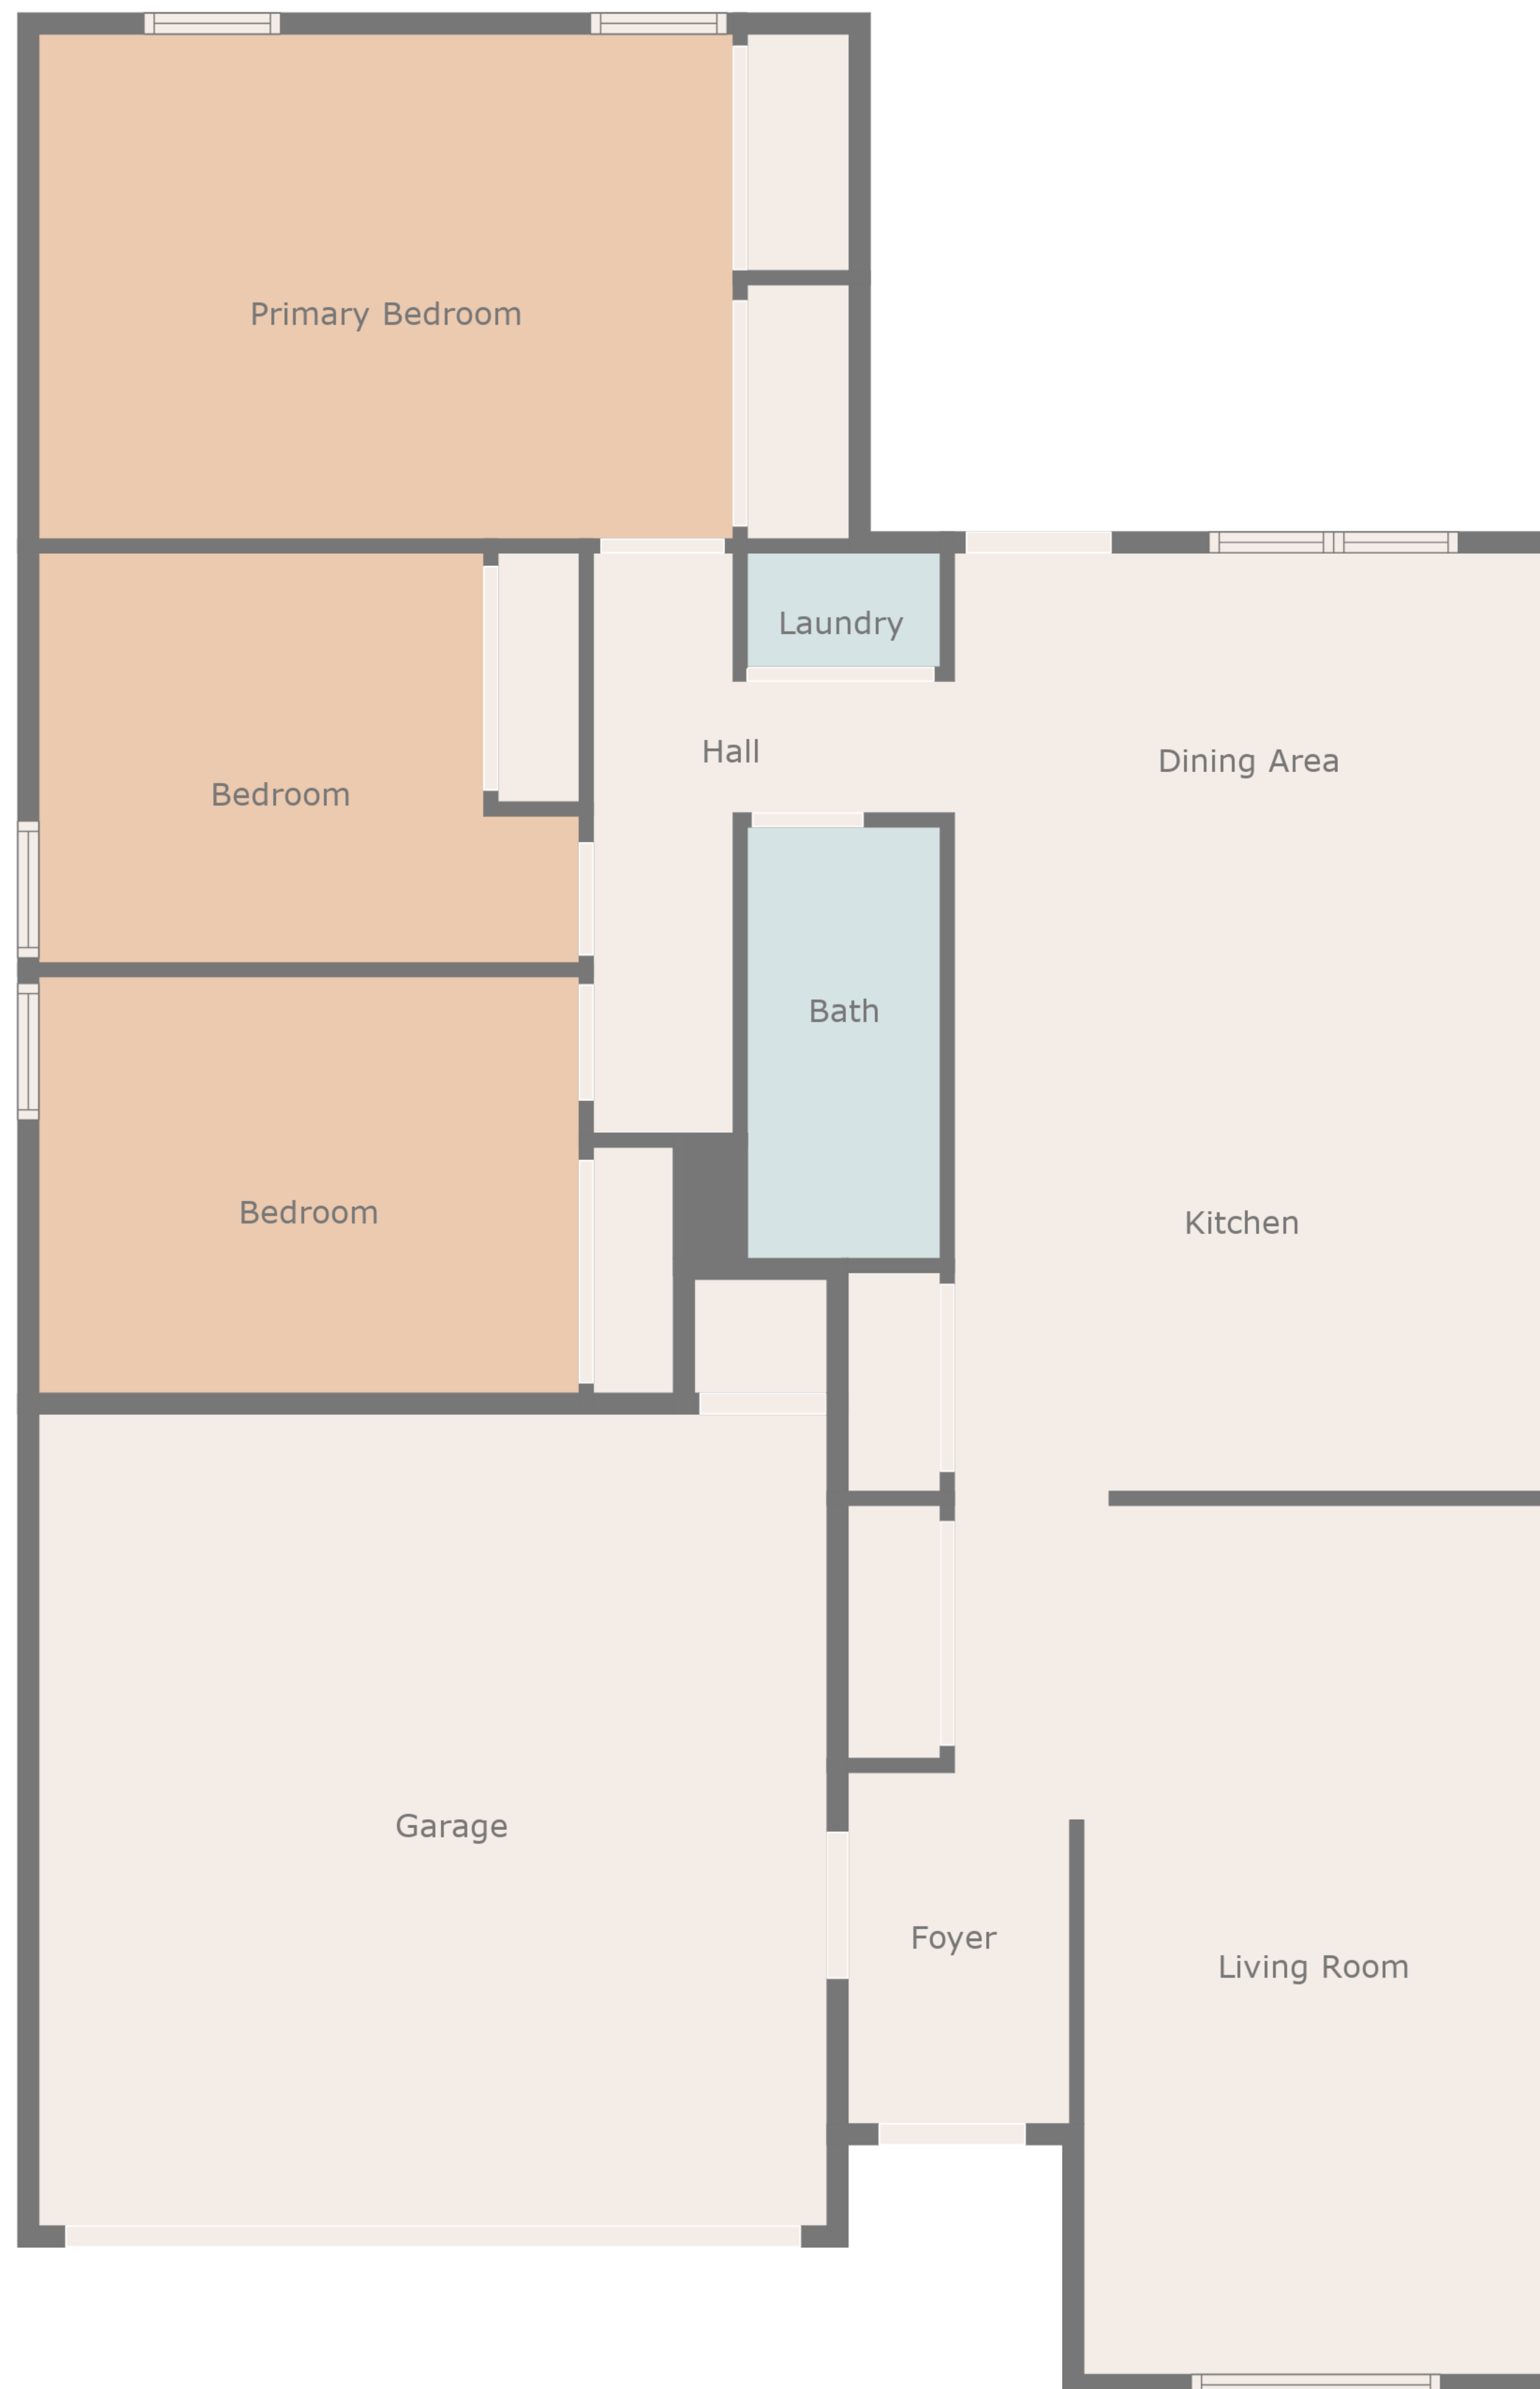 Primary Bedroom
Laundry
Hall
Dining Area
Bedroom
Bath
Bedroom
Kitchen
Garage
Foyer
Living Room